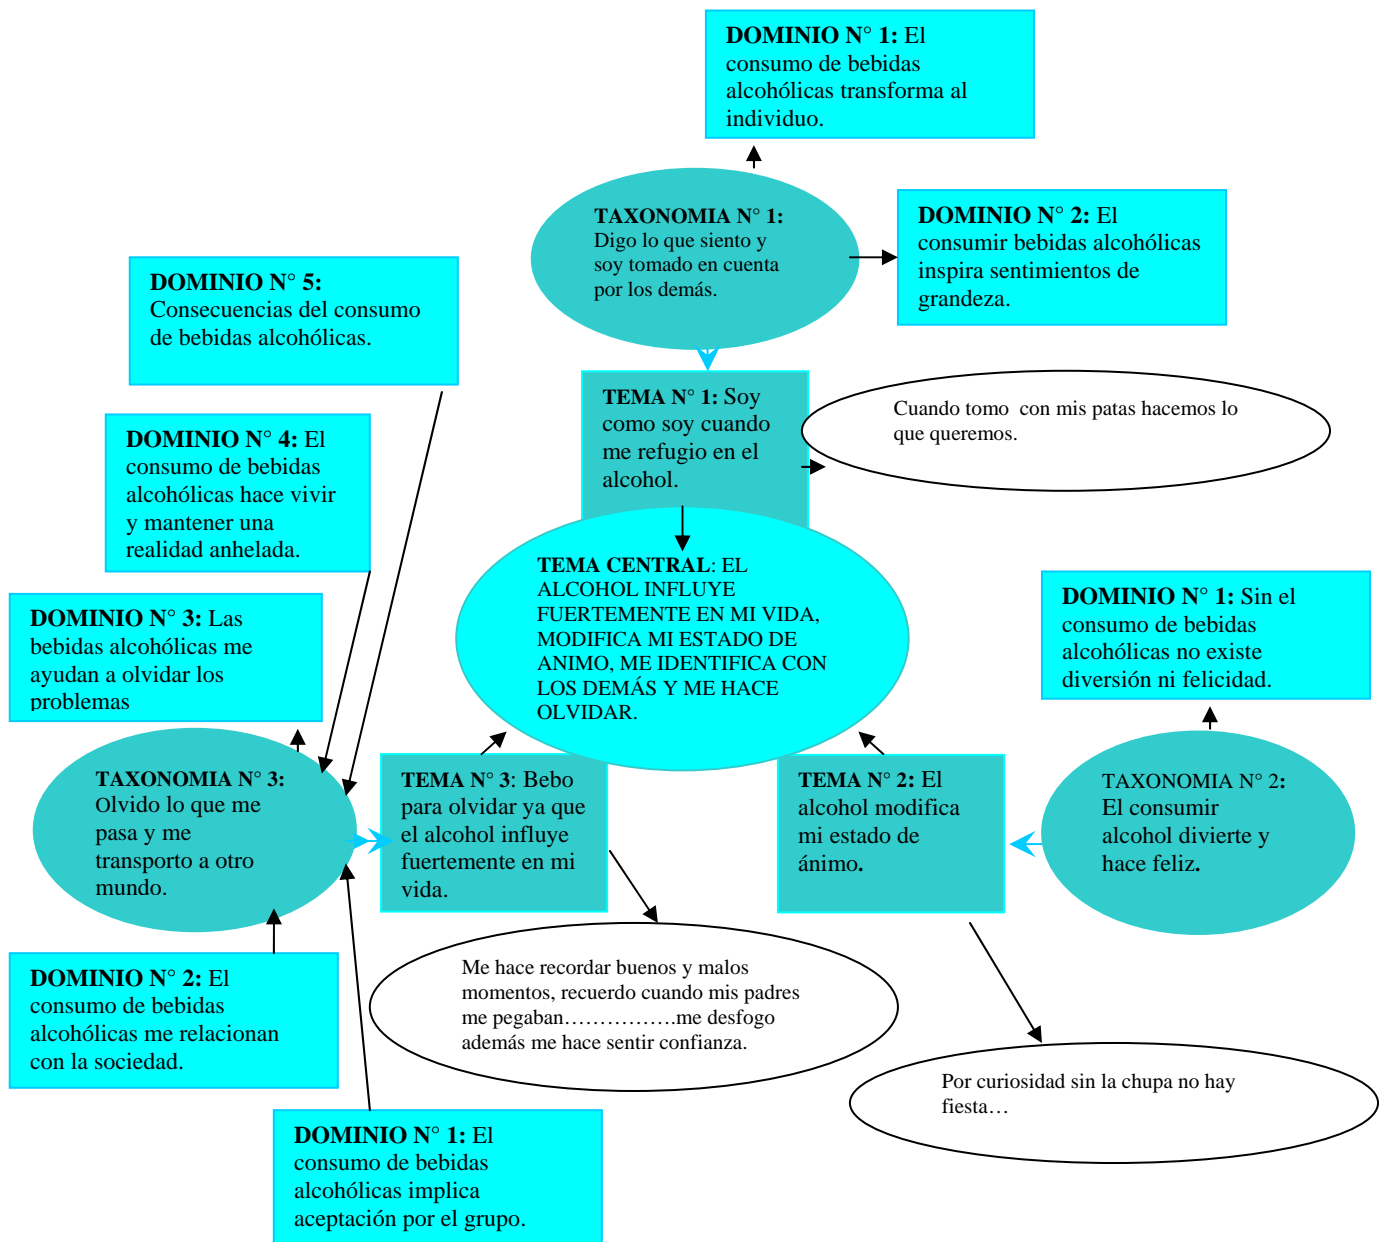 DOMINIO N° 1: El
consumo de bebidas
alcohólicas transforma al
individuo.
TAXONOMIA N° 1:
Digo lo que siento y
soy tomado en cuenta
por los demás.
DOMINIO N° 2: El
consumir bebidas alcohólicas
inspira sentimientos de
grandeza.
DOMINIO N° 5:
Consecuencias del consumo
de bebidas alcohólicas.
TEMA N° 1: Soy
como soy cuando
me refugio en el
alcohol.
Cuando tomo con mis patas hacemos lo
que queremos.
DOMINIO N° 4: El
consumo de bebidas
alcohólicas hace vivir
y mantener una
realidad anhelada.
TEMA CENTRAL: EL
ALCOHOL INFLUYE
FUERTEMENTE EN MI VIDA,
MODIFICA MI ESTADO DE
ANIMO, ME IDENTIFICA CON
LOS DEMÁS Y ME HACE
OLVIDAR.
DOMINIO N° 1: Sin el
consumo de bebidas
alcohólicas no existe
diversión ni felicidad.
DOMINIO N° 3: Las
bebidas alcohólicas me
ayudan a olvidar los
problemas
TAXONOMIA N° 3:
Olvido lo que me
pasa y me
transporto a otro
mundo.
TEMA N° 3: Bebo
para olvidar ya que
el alcohol influye
fuertemente en mi
vida.
TEMA N° 2: El
alcohol modifica
mi estado de
ánimo.
TAXONOMIA N° 2:
El consumir
alcohol divierte y
hace feliz.
DOMINIO N° 2: El
consumo de bebidas
alcohólicas me relacionan
con la sociedad.
Me hace recordar buenos y malos
momentos, recuerdo cuando mis padres
me pegaban…………….me desfogo
además me hace sentir confianza.
Por curiosidad sin la chupa no hay
fiesta…
DOMINIO N° 1: El
consumo de bebidas
alcohólicas implica
aceptación por el grupo.